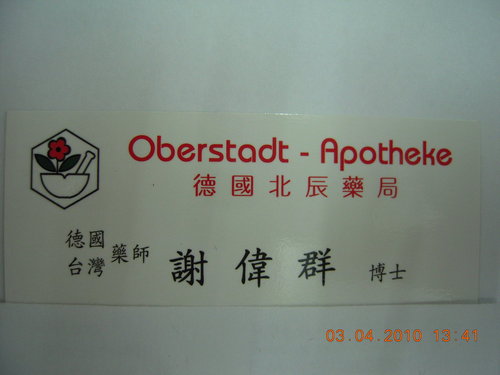 Oberstadt - Apotheke
德國北辰藥局
德國
台灣 藥師 謝偉群 博士
03.04.2010 13:41